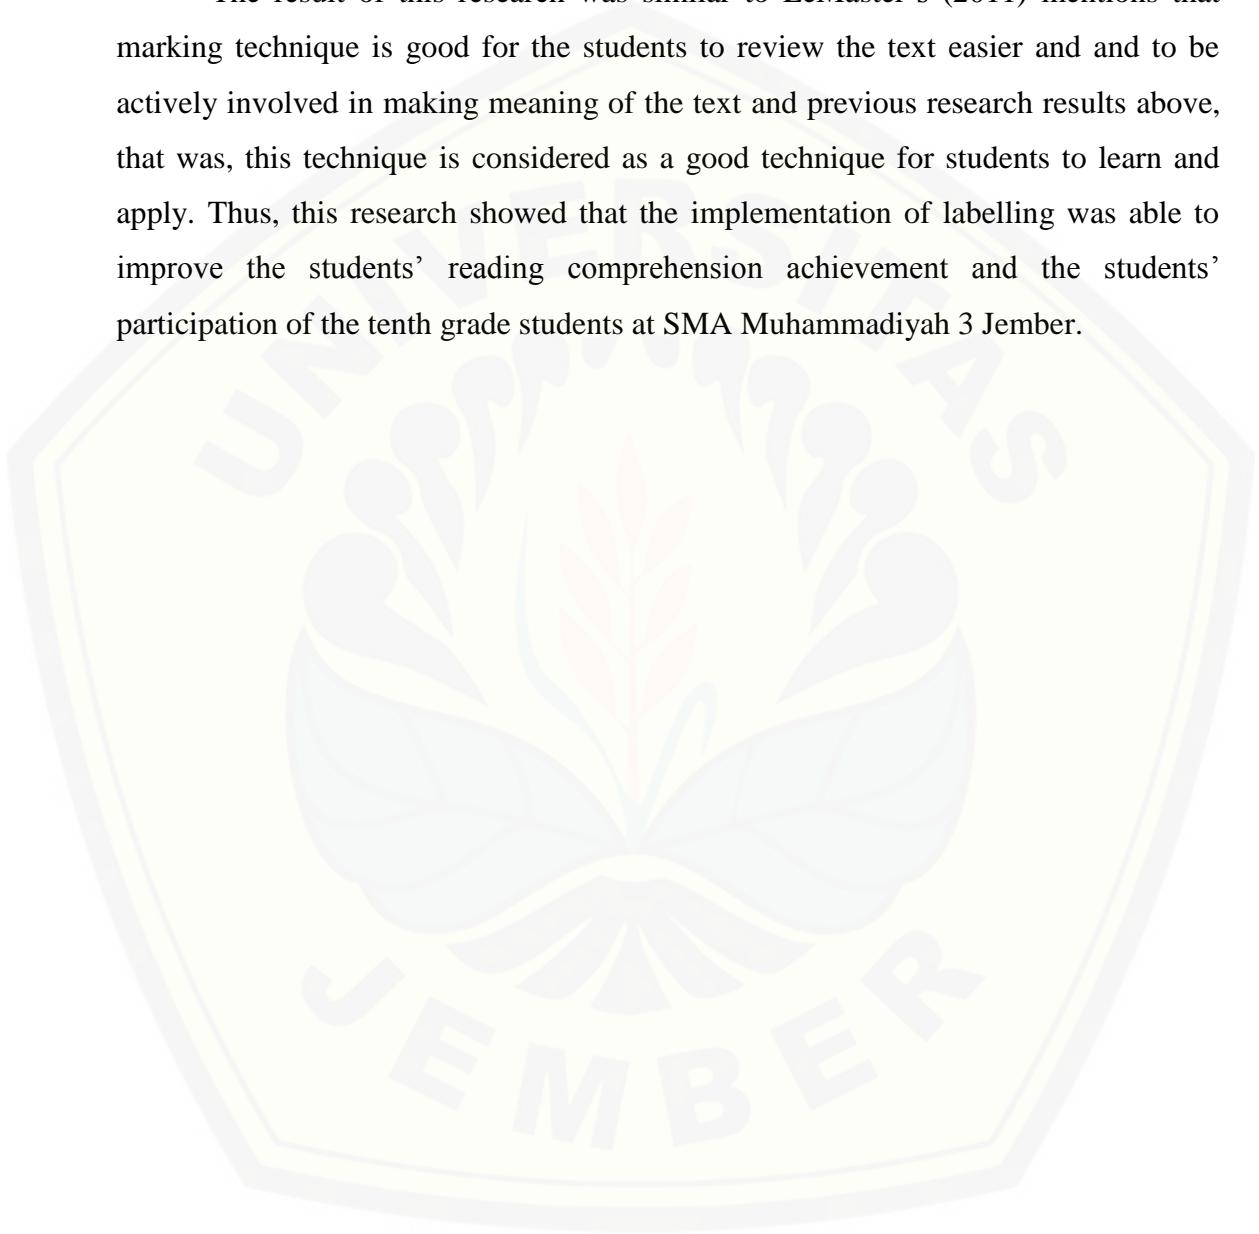 The result of this research was similar to LeMaster's (2011) mentions that
marking technique is good for the students to review the text easier and and to be
actively involved in making meaning of the text and previous research results above,
that was, this technique is considered as a good technique for students to learn and
apply. Thus, this research showed that the implementation of labelling was able to
improve the students’ reading comprehension achievement and the students’
participation of the tenth grade students at SMA Muhammadiyah 3 Jember.
UNIVERSITAS
JEMBER